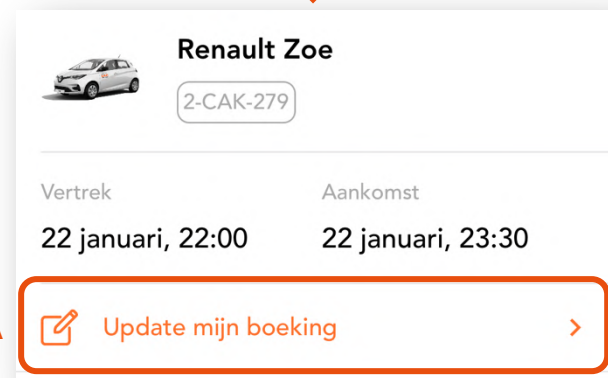 Renault Zoe
2-CAK-279
Vertrek
Aankomst
22 januari, 22:00
22 januari, 23:30
Update mijn boeking